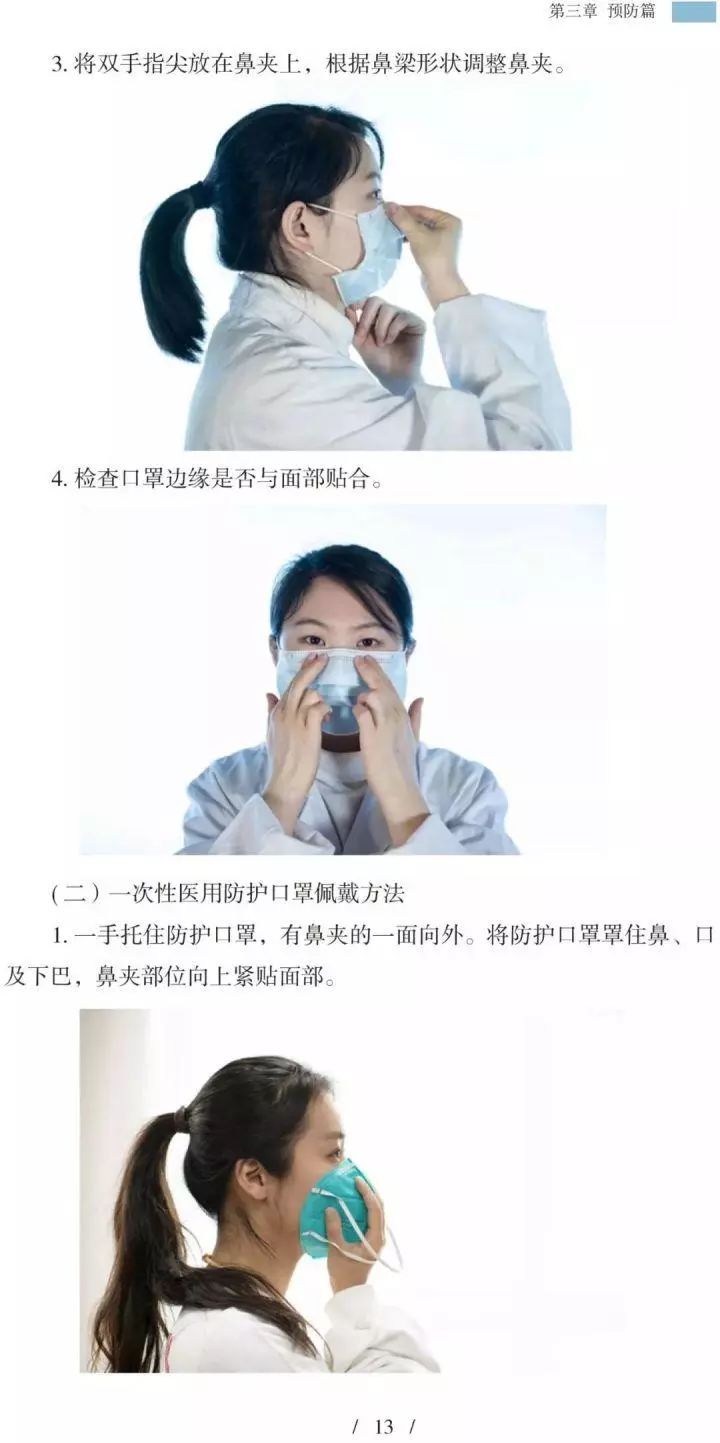 第三章 预防篇
3. 将双手指尖放在鼻夹上，根据鼻梁形状调整鼻夹。
4. 检查口罩边缘是否与面部贴合。
(二）一次性医用防护口罩佩戴方法
1. 一手托住防护口罩，有鼻夹的一面向外。将防护口罩罩住鼻、口
及下巴，鼻夹部位向上紧贴面部。
/ 13 /